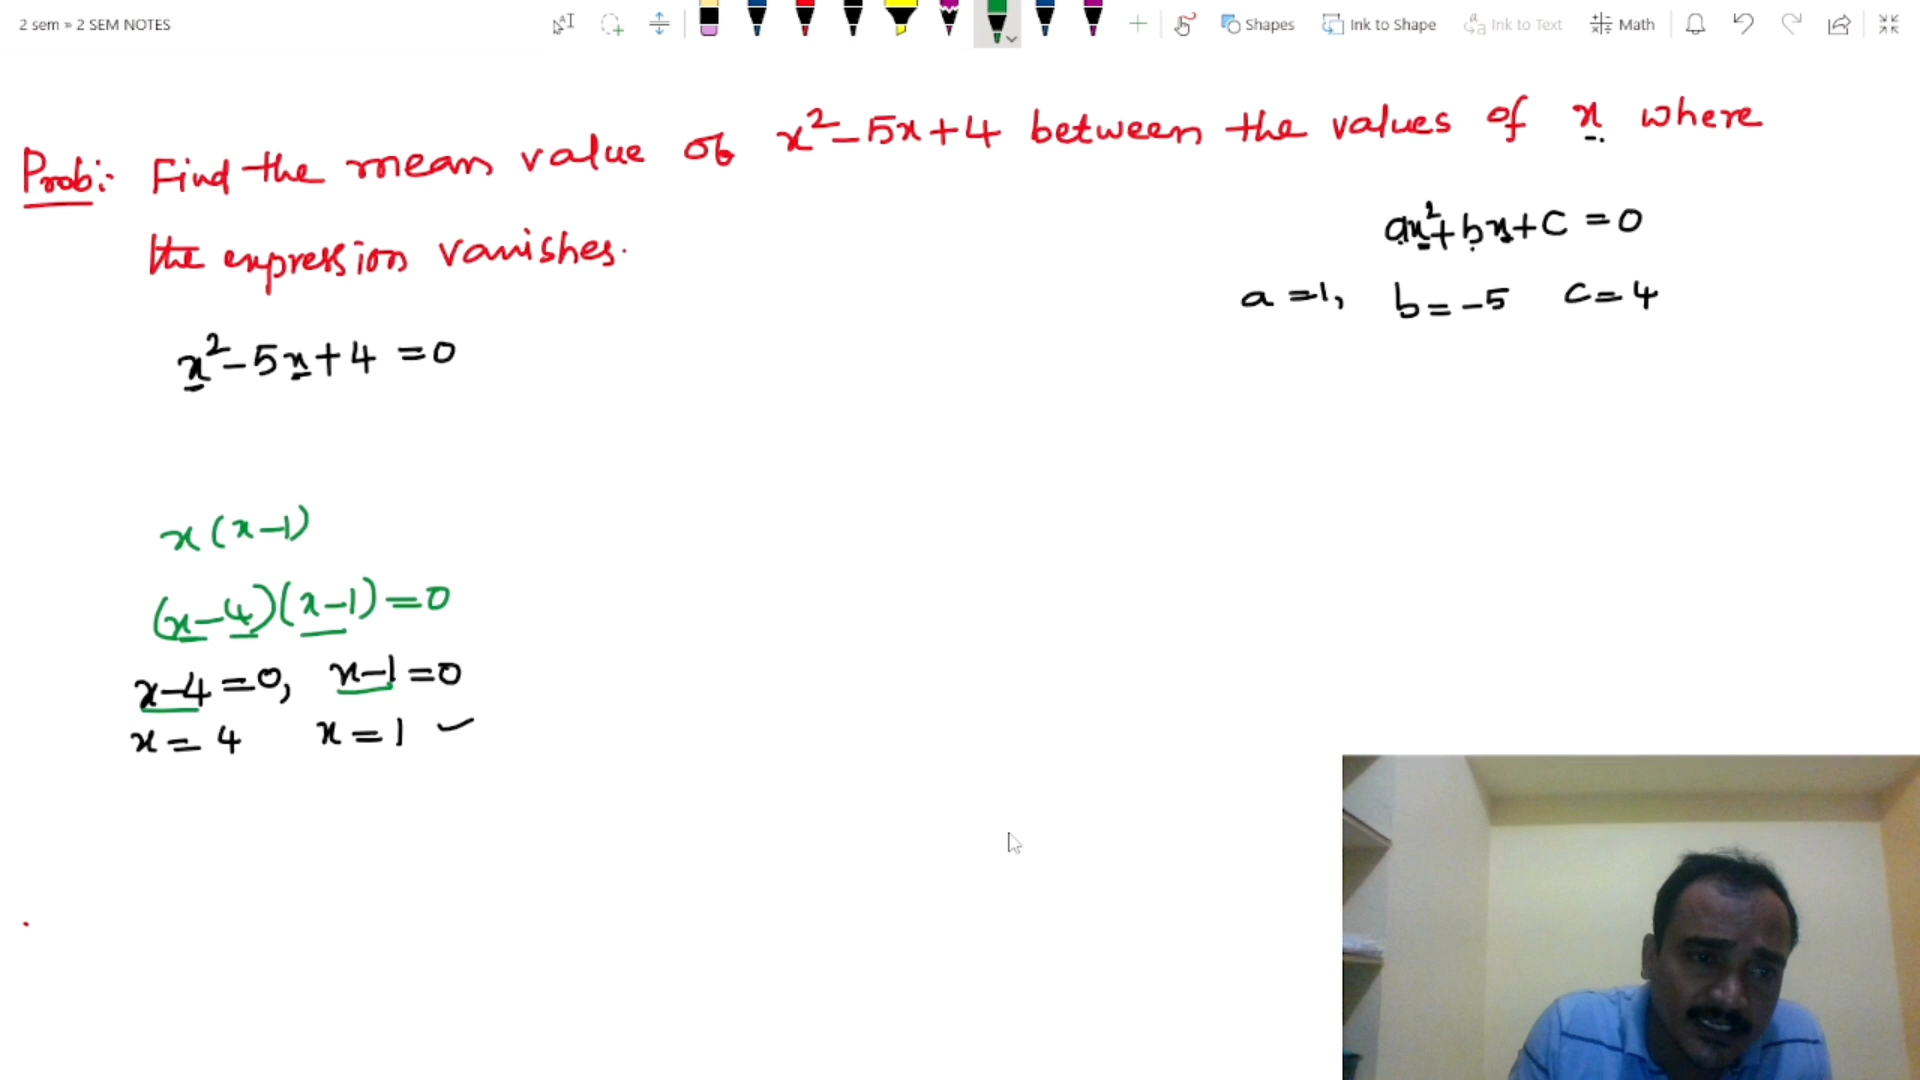 2 sem » 2 SEM NOTES
Shapes Ink to Shape Ink to Text Math
Prob:- Find the mean value of x²-5x+4 between the values of x where
the expression vanishes.
ax²+bx+c=0
a=1, b=-5 c=4
x²-5x+4=0
x(x-1)
(x-4)(x-1)=0
x-4=0, x-1=0
x=4 x=1